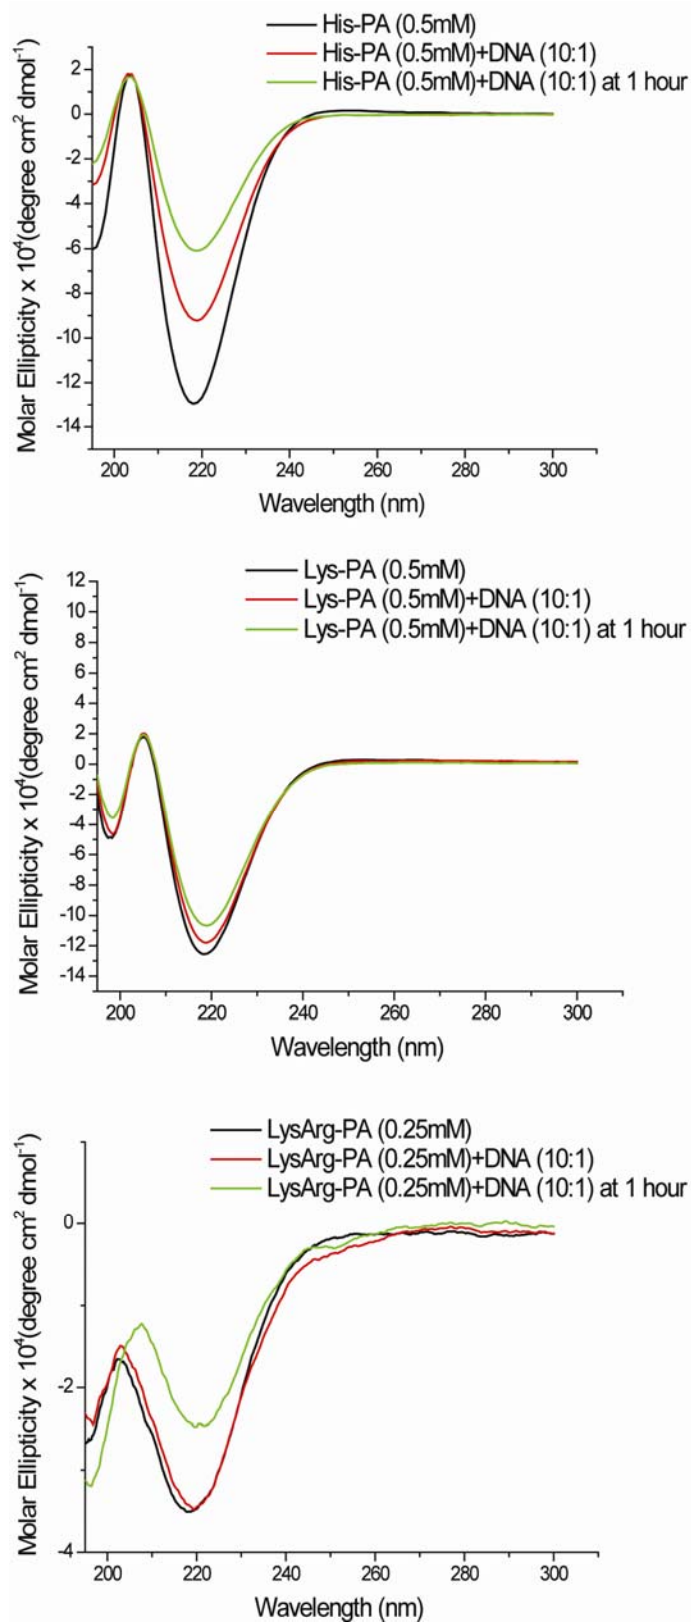 His-PA (0.5mM)
His-PA (0.5mM)+DNA (10:1)
His-PA (0.5mM)+DNA (10:1) at 1 hour
2
0
-2
-4
-6
-8
-10
-12
-14
Molar Ellipticity x 10⁴(degree cm² dmol⁻¹)
200 220 240 260 280 300
Wavelength (nm)
Lys-PA (0.5mM)
Lys-PA (0.5mM)+DNA (10:1)
Lys-PA (0.5mM)+DNA (10:1) at 1 hour
12
10
8
6
4
2
0
-2
-4
-6
-8
-10
-12
-14
Molar Ellipticity x 10⁴(degree cm² dmol⁻¹)
200 220 240 260 280 300
Wavelength (nm)
LysArg-PA (0.25mM)
LysArg-PA (0.25mM)+DNA (10:1)
LysArg-PA (0.25mM)+DNA (10:1) at 1 hour
0
-2
-4
Molar Ellipticity x 10⁴(degree cm² dmol⁻¹)
200 220 240 260 280 300
Wavelength (nm)